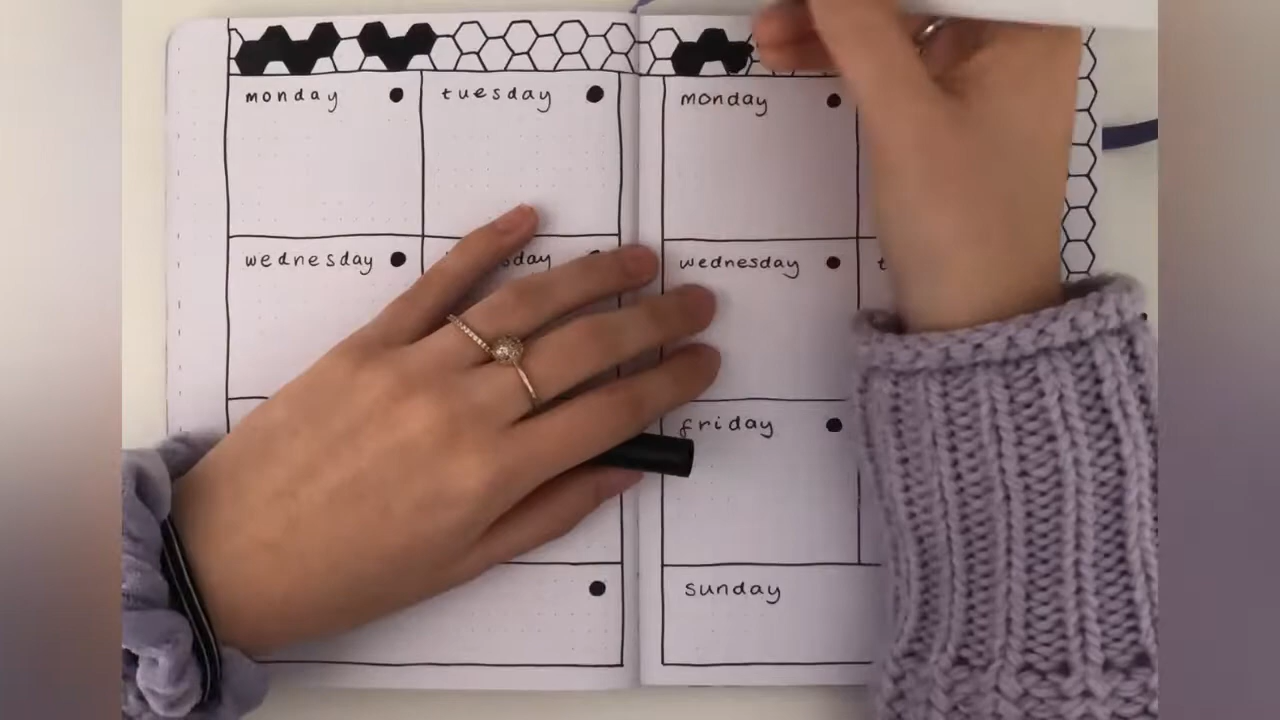 monday tuesday
wednesday
monday
wednesday
friday
sunday